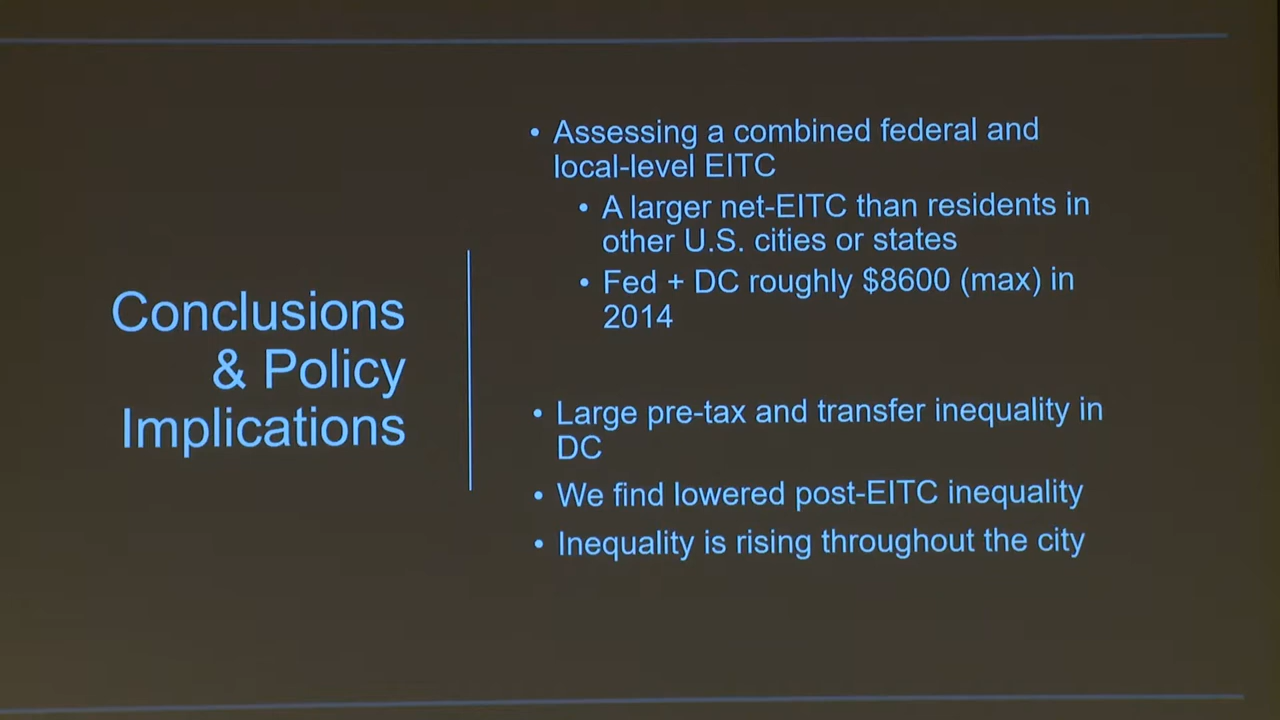 Conclusions
& Policy
Implications
• Assessing a combined federal and
local-level EITC
• A larger net-EITC than residents in
other U.S. cities or states
• Fed + DC roughly $8600 (max) in
2014
• Large pre-tax and transfer inequality in
DC
• We find lowered post-EITC inequality
• Inequality is rising throughout the city